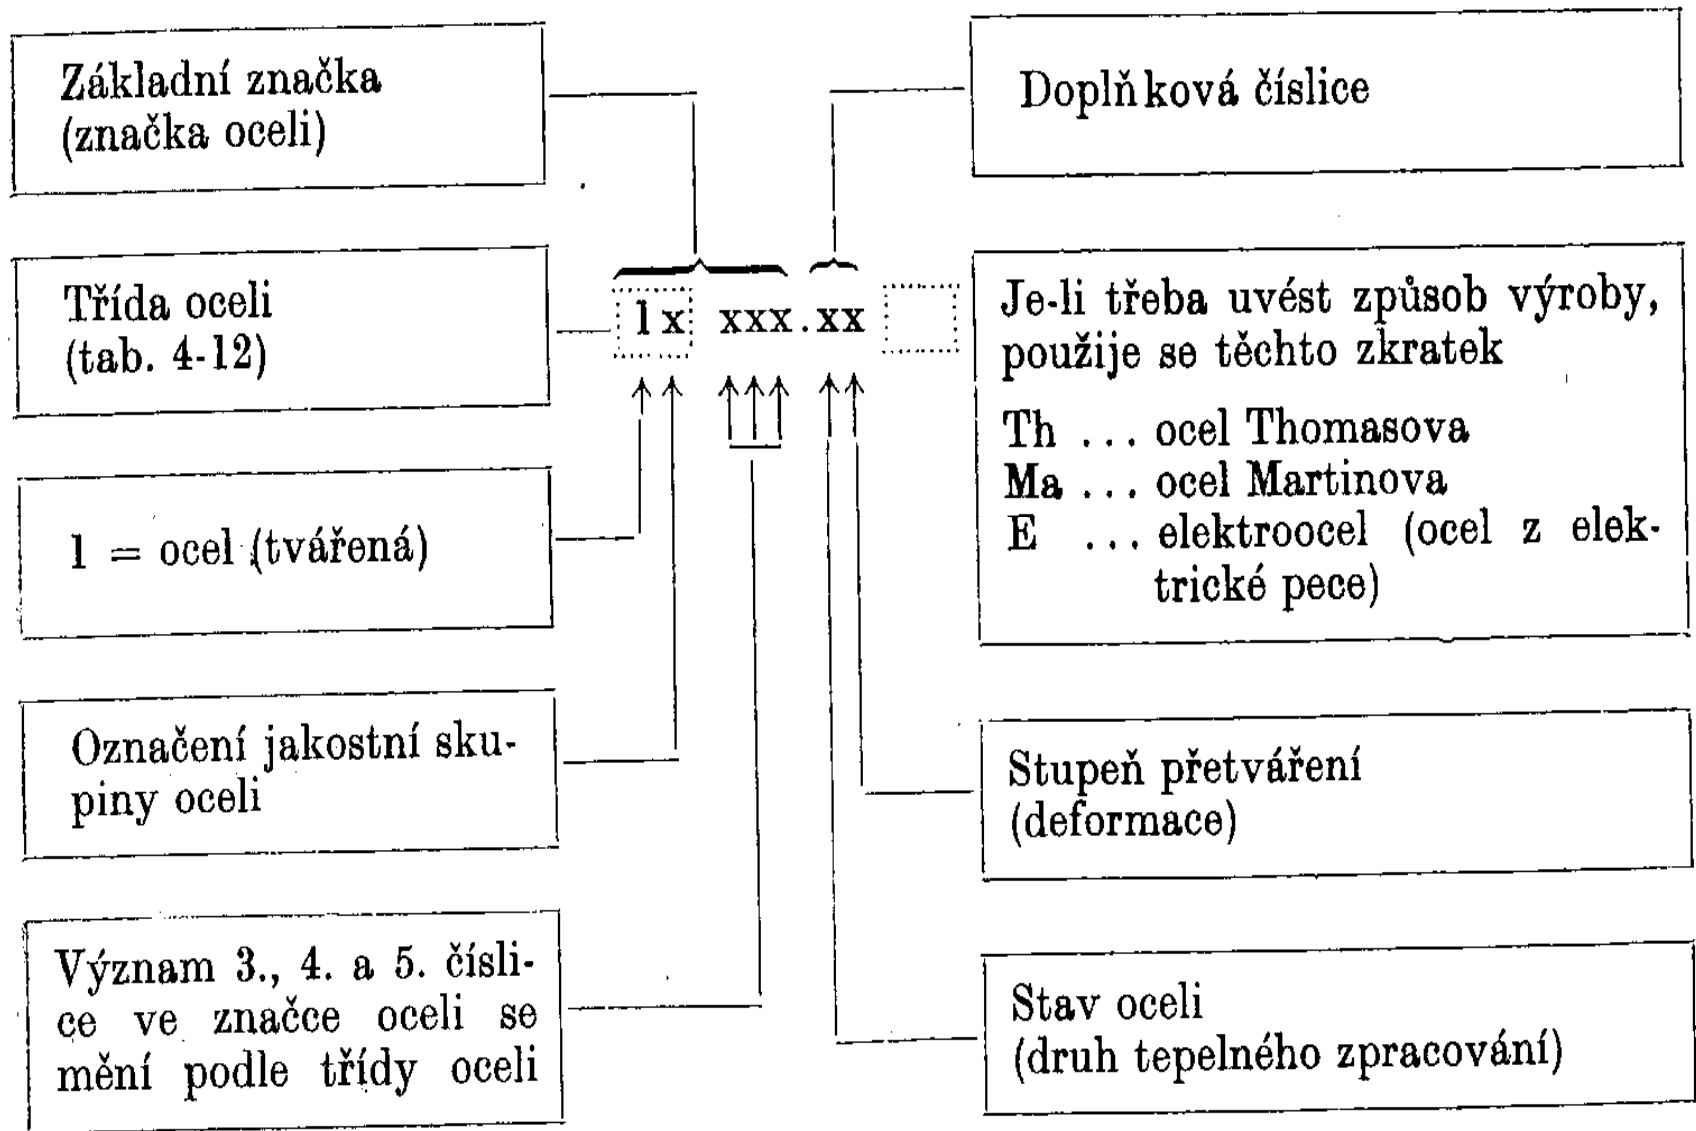 Základní značka
(značka oceli)
Doplňková číslice
Třída oceli
(tab. 4-12)
1x xxx.xx
Je-li třeba uvést způsob výroby,
použije se těchto zkratek
Th ... ocel Thomasova
Ma ... ocel Martinova
E ... elektroocel (ocel z elek-
trické pece)
1 = ocel (tvářená)
Označení jakostní sku-
piny oceli
Stupeň přetváření
(deformace)
Význam 3., 4. a 5. čísli-
ce ve značce oceli se
mění podle třídy oceli
Stav oceli
(druh tepelného zpracování)